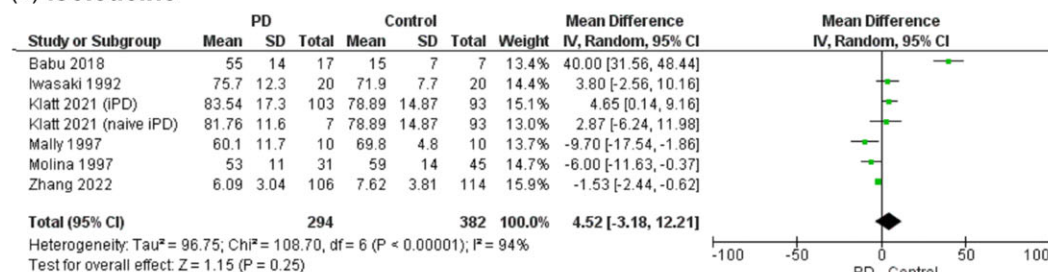 PD Control Mean Difference Mean Difference
Study or Subgroup Mean SD Total Mean SD Total Weight IV, Random, 95% CI IV, Random, 95% CI
Babu 2018 55 14 17 15 7 7 13.4% 40.00 [31.56, 48.44]
Iwasaki 1992 75.7 12.3 20 71.9 7.7 20 14.4% 3.80 [-2.56, 10.16]
Klatt 2021 (iPD) 83.54 17.3 103 78.89 14.87 93 15.1% 4.65 [0.14, 9.16]
Klatt 2021 (naive iPD) 81.76 11.6 7 78.89 14.87 93 13.0% 2.87 [-6.24, 11.98]
Mally 1997 60.1 11.7 10 69.8 4.8 10 13.7% -9.70 [-17.54, -1.86]
Molina 1997 53 11 31 59 14 45 14.7% -6.00 [-11.63, -0.37]
Zhang 2022 6.09 3.04 106 7.62 3.81 114 15.9% -1.53 [-2.44, -0.62]
Total (95% CI) 294 382 100.0% 4.52 [-3.18, 12.21]
Heterogeneity: Tau² = 96.75; Chi² = 108.70, df = 6 (P < 0.00001); I² = 94%
Test for overall effect: Z = 1.15 (P = 0.25)
-100 -50 0 50 100
PD Control